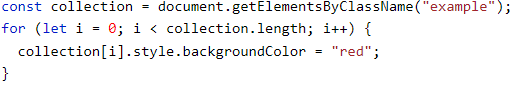 const collection = document.getElementsByClassName("example");
for (let i = 0; i < collection.length; i++) {
  collection[i].style.backgroundColor = "red";
}